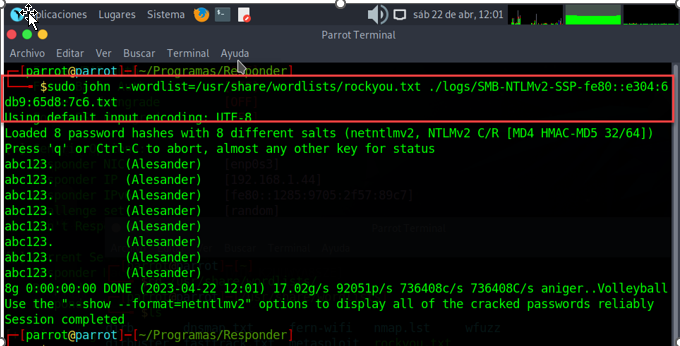 Aplicaciones Lugares Sistema sáb 22 de abr, 12:01
Parrot Terminal
Archivo Editar Ver Buscar Terminal Ayuda
[parrot@parrot]─[~/Programas/Responder]
$sudo john --wordlist=/usr/share/wordlists/rockyou.txt ./logs/SMB-NTLMv2-SSP-fe80::e304:6
db9:65d8:7c6.txt
Using default input encoding: UTF-8
Loaded 8 password hashes with 8 different salts (netntlmv2, NTLMv2 C/R [MD4 HMAC-MD5 32/64])
Press 'q' or Ctrl-C to abort, almost any other key for status
abc123. (Alesander)
abc123. (Alesander)
abc123. (Alesander)
abc123. (Alesander)
abc123. (Alesander)
abc123. (Alesander)
abc123. (Alesander)
abc123. (Alesander)
8g 0:00:00:00 DONE (2023-04-22 12:01) 17.02g/s 92051p/s 736408c/s 736408C/s aniger..Volleyball
Use the "--show --format=netntlmv2" options to display all of the cracked passwords reliably
Session completed
[parrot@parrot]─[~/Programas/Responder]